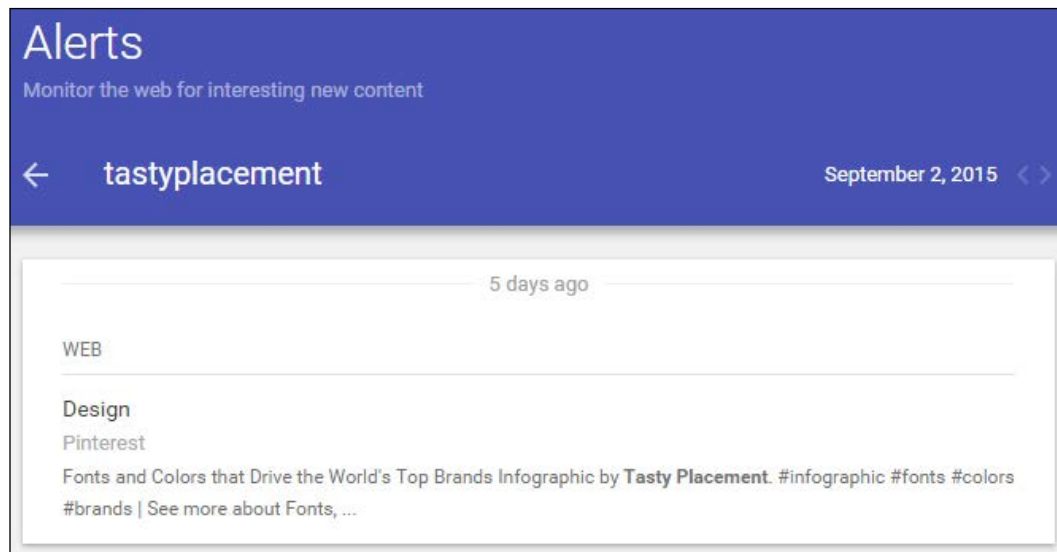 Alerts
Monitor the web for interesting new content
tastyplacement
September 2, 2015
5 days ago
WEB
Design
Pinterest
Fonts and Colors that Drive the World's Top Brands Infographic by Tasty Placement. #infographic #fonts #colors
#brands | See more about Fonts, ...